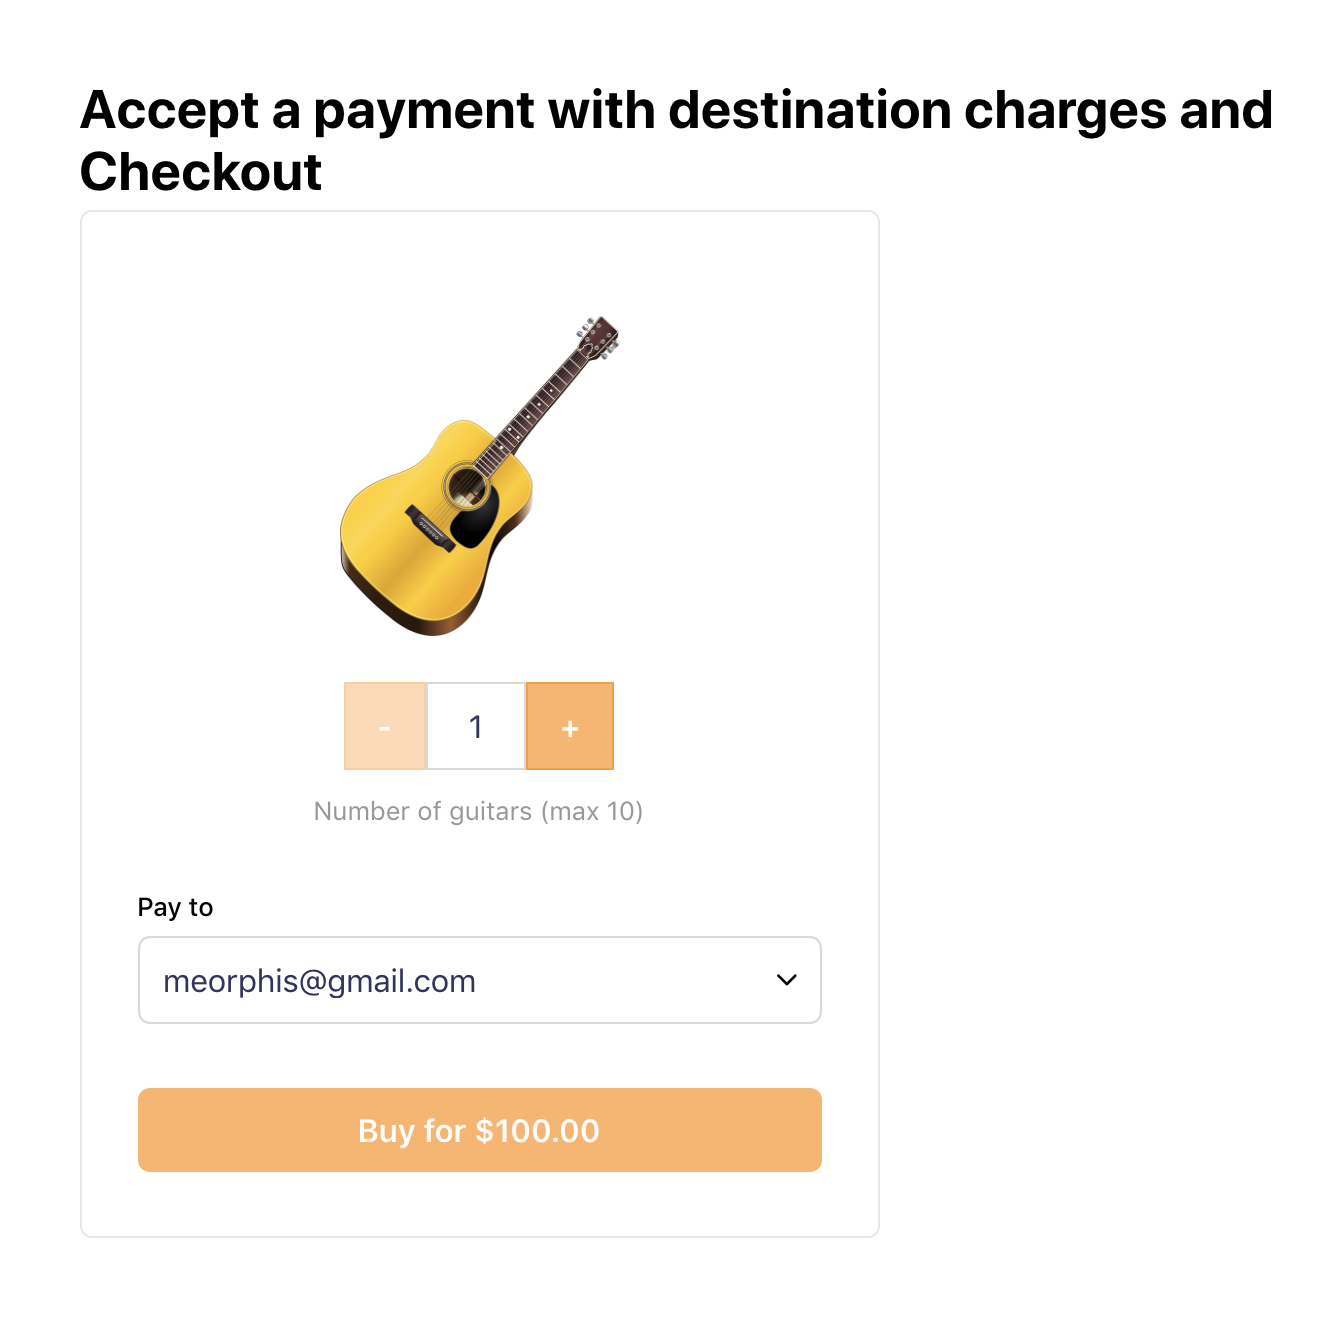 Accept a payment with destination charges and
Checkout
- 1 +
Number of guitars (max 10)
Pay to
meorphis@gmail.com
Buy for $100.00